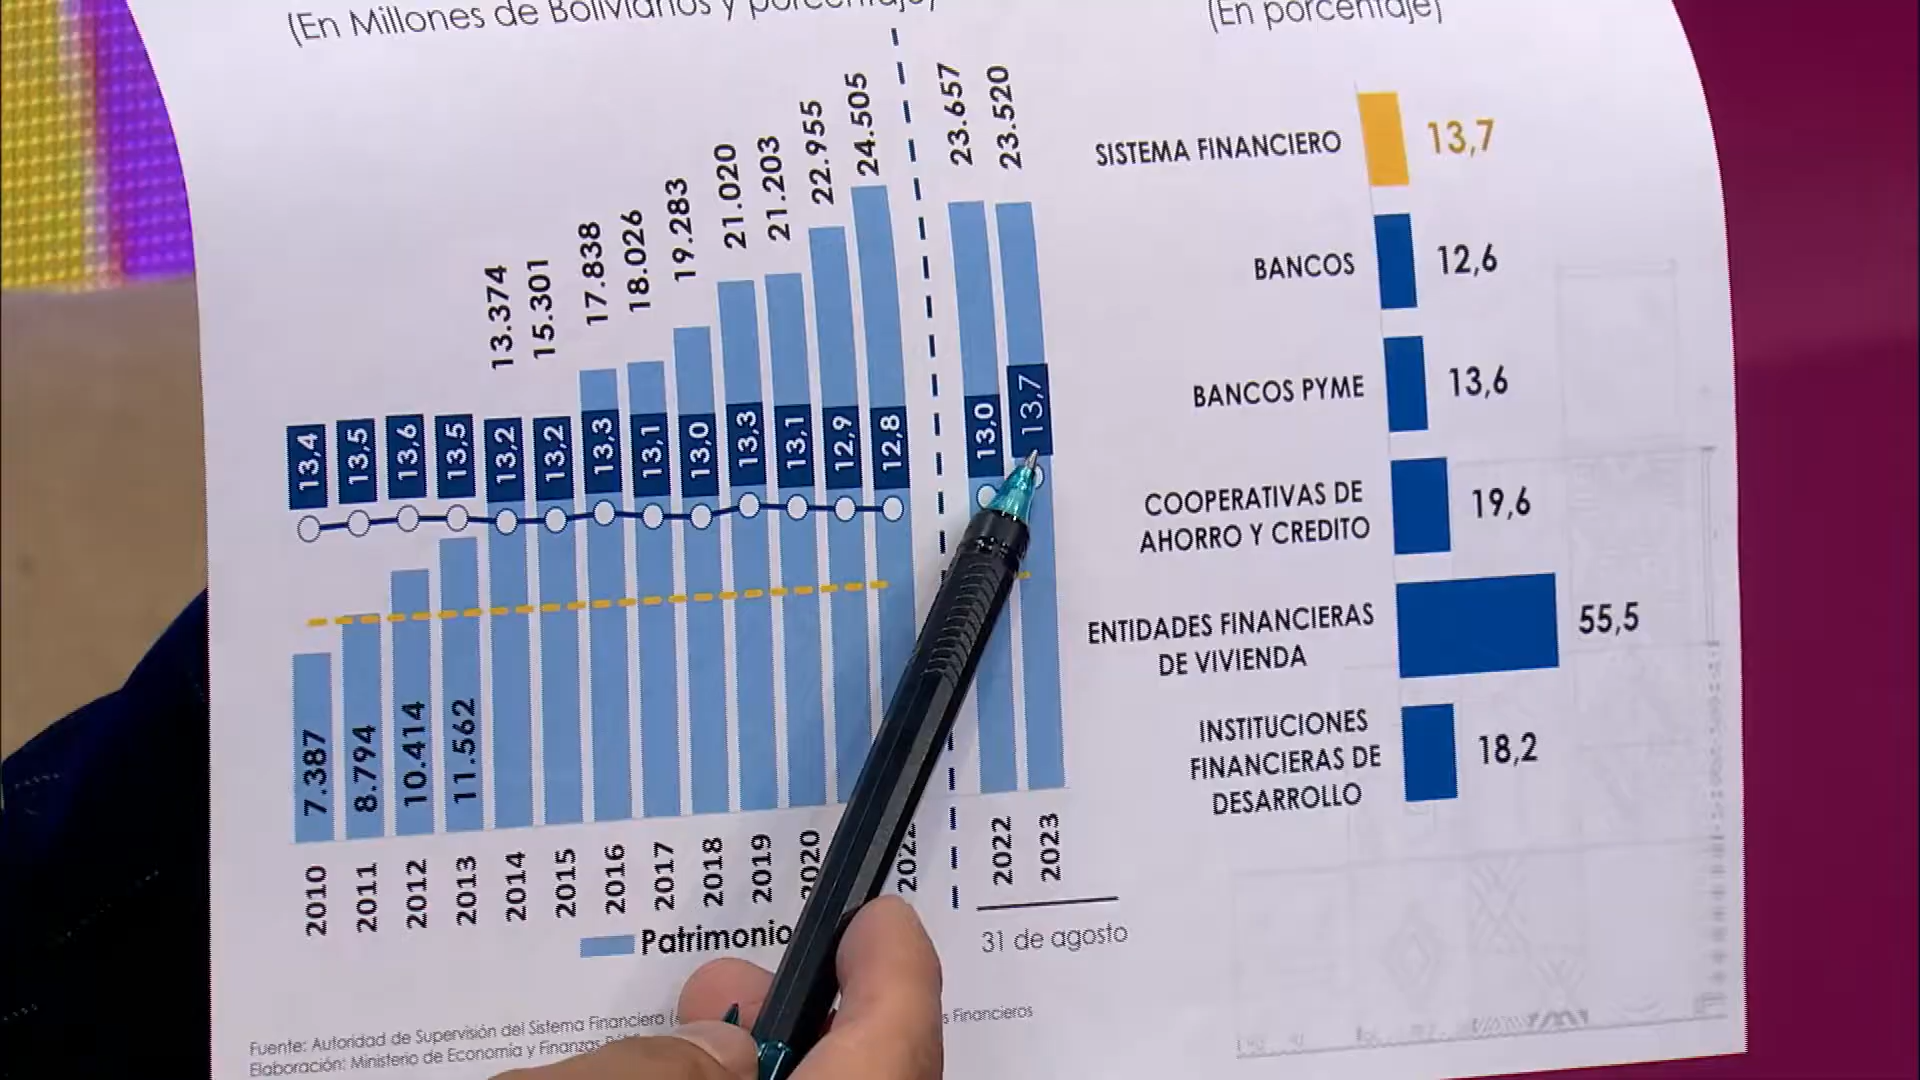 (En Millones de Bolivianos y porcentaje)
23.657
23.520
24.505
22.955
21.203
21.020
19.283
18.026
17.838
15.301
13.374
13,4
13,5
13,6
13,5
13,2
13,2
13,3
13,1
13,0
13,3
13,1
12,9
12,8
13,0
13,7
7.387
8.794
10.414
11.562
2010
2011
2012
2013
2014
2015
2016
2017
2018
2019
2020
2022
2022
2023
Patrimonio
31 de agosto
Fuente: Autoridad de Supervisión del Sistema Financiero
s Financieros
Elaboración: Ministerio de Economía y Finanzas
(En porcentaje)
SISTEMA FINANCIERO 13,7
BANCOS 12,6
BANCOS PYME 13,6
COOPERATIVAS DE
AHORRO Y CREDITO 19,6
ENTIDADES FINANCIERAS
DE VIVIENDA 55,5
INSTITUCIONES
FINANCIERAS DE
DESARROLLO 18,2